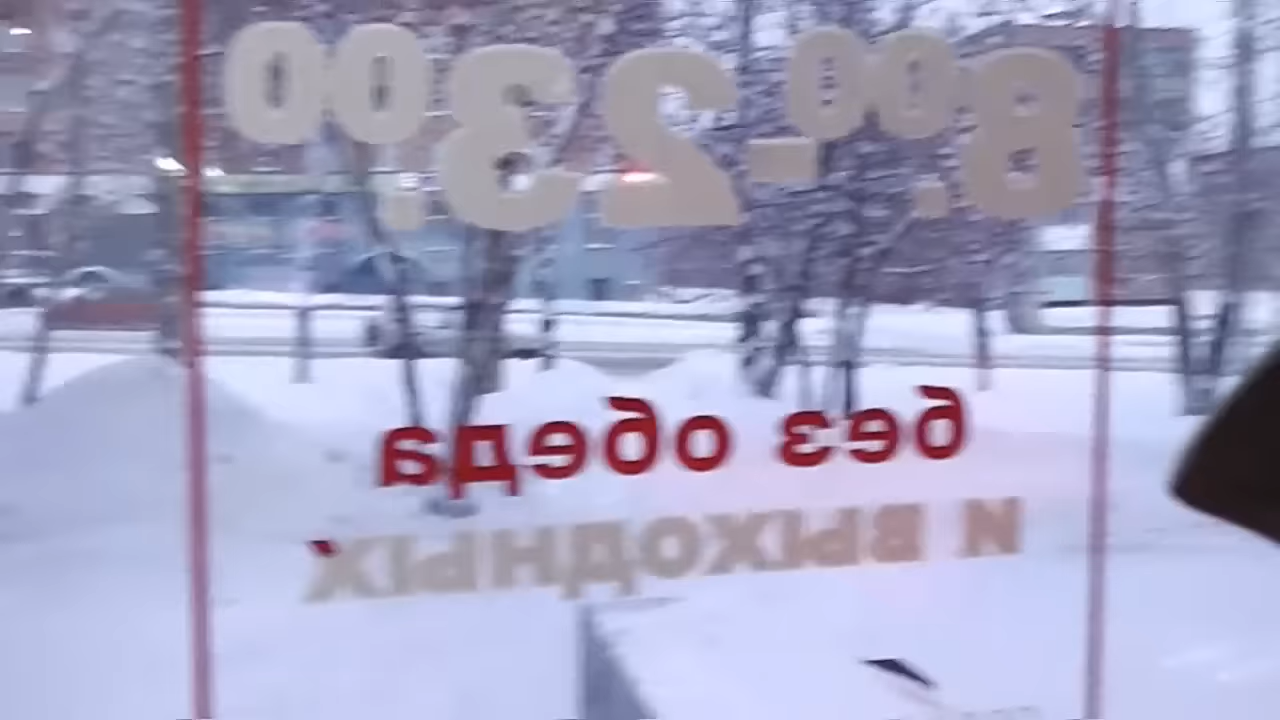 8.00-23.00
без обеда
и выходных